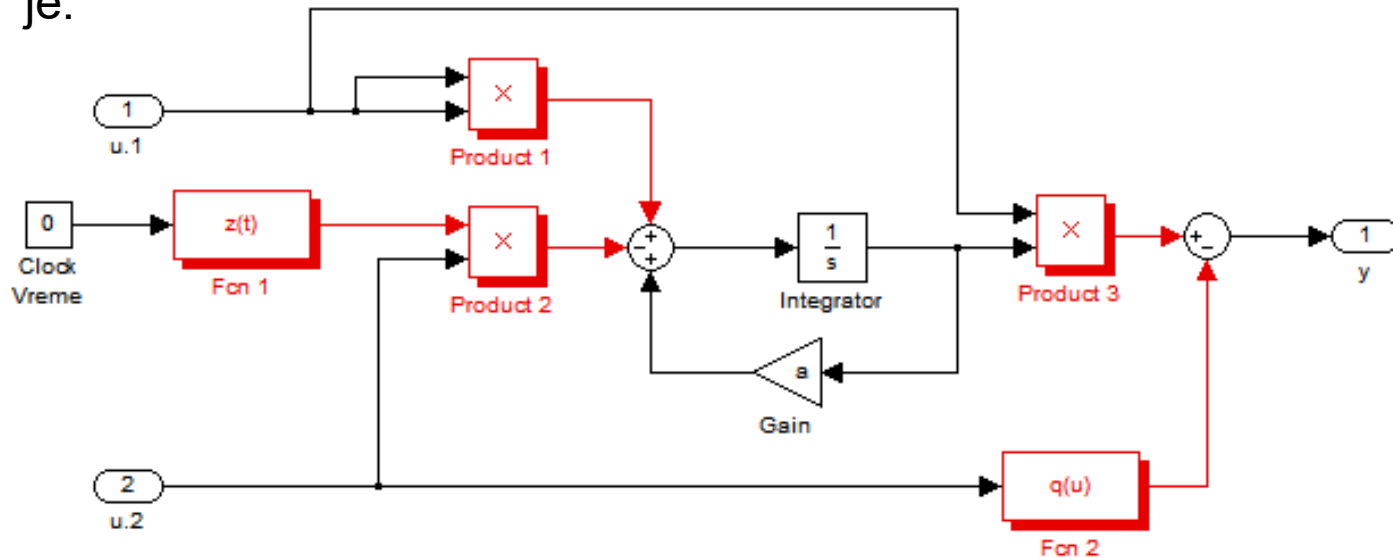 je.
1
u.1
×
Product 1
0
Clock
Vreme
z(t)
Fcn 1
×
Product 2
+
−
+
1
s
Integrator
a
Gain
×
Product 3
+
−
1
y
2
u.2
q(u)
Fcn 2